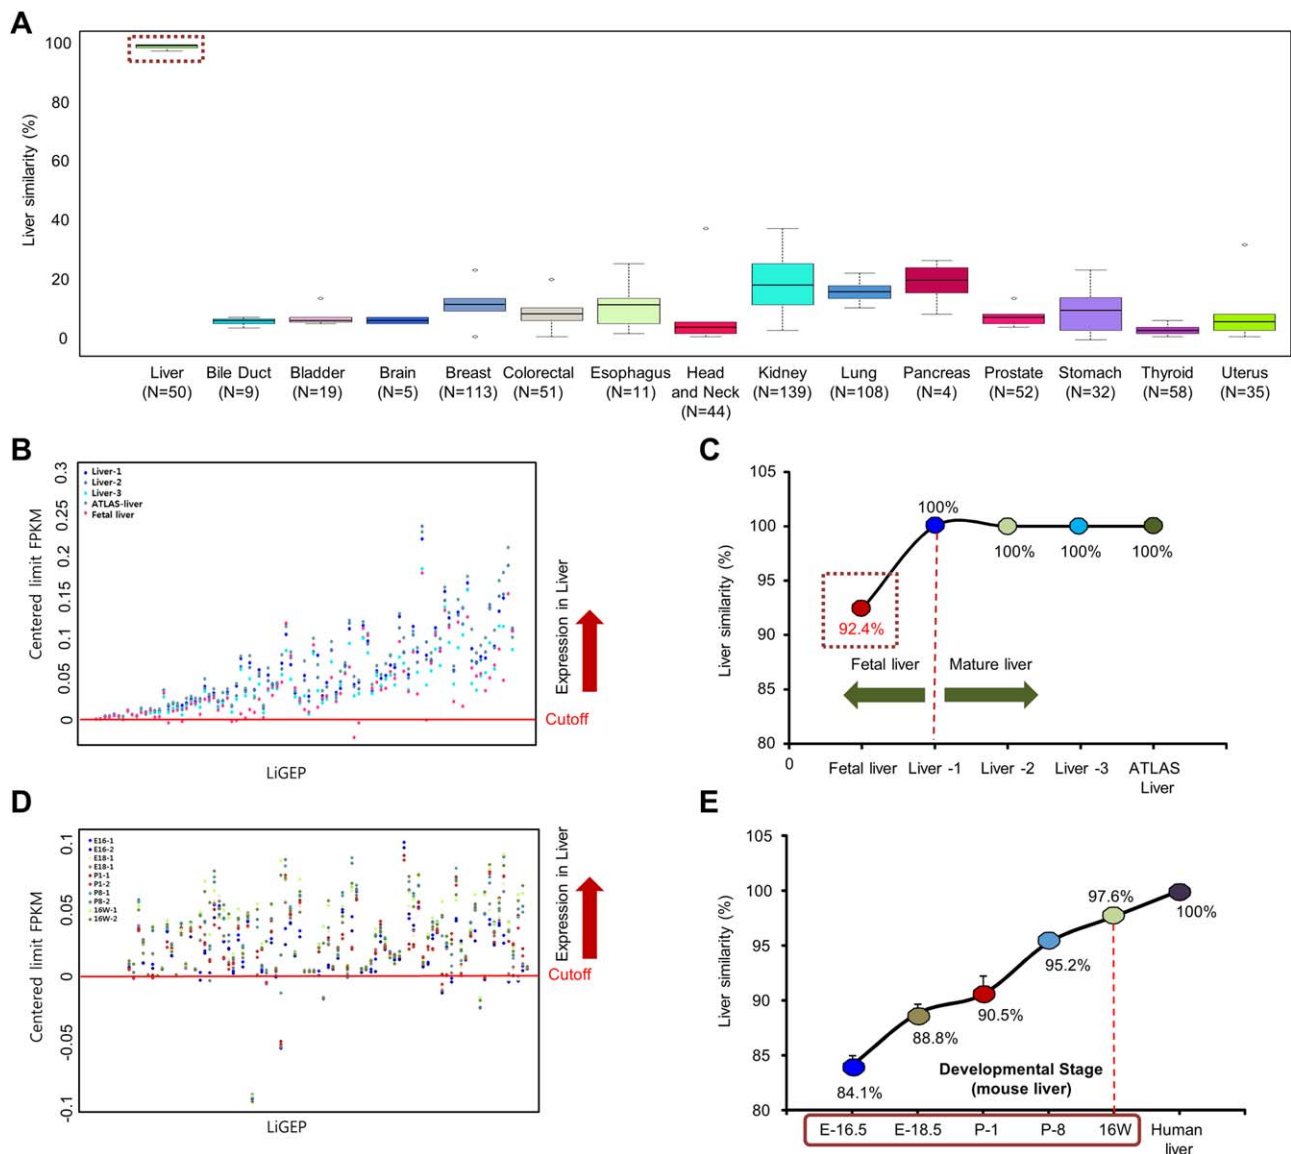 A
Liver similarity (%)
100
80
60
40
20
0
Liver Bile Duct Bladder Brain Breast Colorectal Esophagus Head Kidney Lung Pancreas Prostate Stomach Thyroid Uterus
(N=50) (N=9) (N=19) (N=5) (N=113) (N=51) (N=11) and Neck (N=139) (N=108) (N=4) (N=52) (N=32) (N=58) (N=35)
(N=44)
B
Centered limit FPKM
0.3
0.25
0.2
0.15
0.1
0.05
0
Liver-1
Liver-2
Liver-3
ATLAS-liver
Fetal liver
Expression in Liver
Cutoff
LiGEP
C
Liver similarity (%)
105
100
95
90
85
80
0
100%
100% 100% 100%
92.4%
Fetal liver Mature liver
Fetal liver Liver -1 Liver -2 Liver -3 ATLAS
Liver
D
Centered limit FPKM
0.1
0.05
0
-0.05
-0.1
E16-1
E16-2
E18-1
E18-1
P1-1
P1-2
P8-1
P8-2
16W-1
16W-2
Expression in Liver
Cutoff
LiGEP
E
Liver similarity (%)
105
100
95
90
85
80
97.6%
100%
95.2%
90.5%
88.8%
84.1%
Developmental Stage
(mouse liver)
E-16.5 E-18.5 P-1 P-8 16W Human
liver